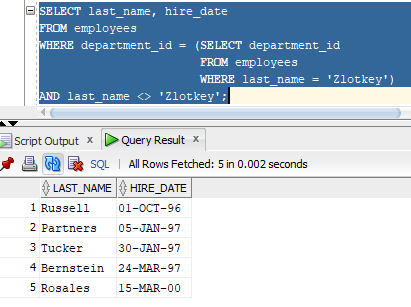 SELECT last_name, hire_date
FROM employees
WHERE department_id = (SELECT department_id
FROM employees
WHERE last_name = 'Zlotkey')
AND last_name <> 'Zlotkey';
Script Output x Query Result x
SQL | All Rows Fetched: 5 in 0.002 seconds
LAST_NAME HIRE_DATE
1 Russell 01-OCT-96
2 Partners 05-JAN-97
3 Tucker 30-JAN-97
4 Bernstein 24-MAR-97
5 Rosales 15-MAR-00